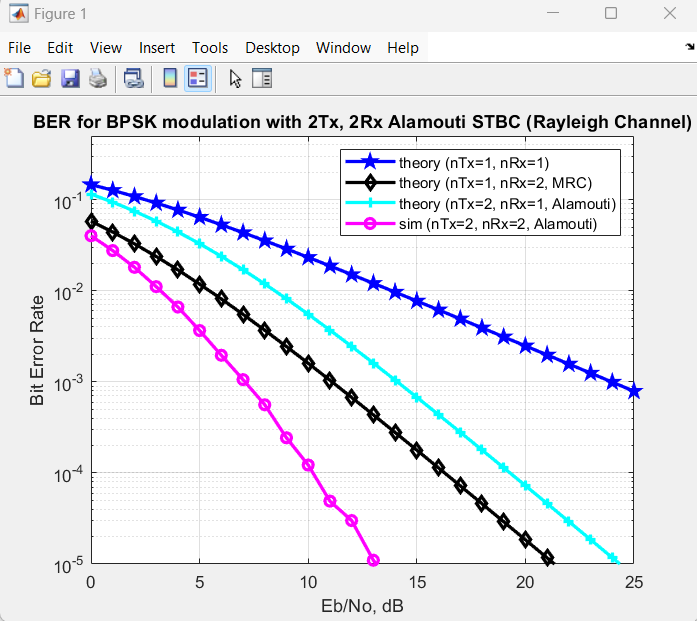 Figure 1
File Edit View Insert Tools Desktop Window Help
BER for BPSK modulation with 2Tx, 2Rx Alamouti STBC (Rayleigh Channel)
theory (nTx=1, nRx=1)
theory (nTx=1, nRx=2, MRC)
theory (nTx=2, nRx=1, Alamouti)
sim (nTx=2, nRx=2, Alamouti)
Bit Error Rate
10-1
10-2
10-3
10-4
10-5
0 5 10 15 20 25
Eb/No, dB